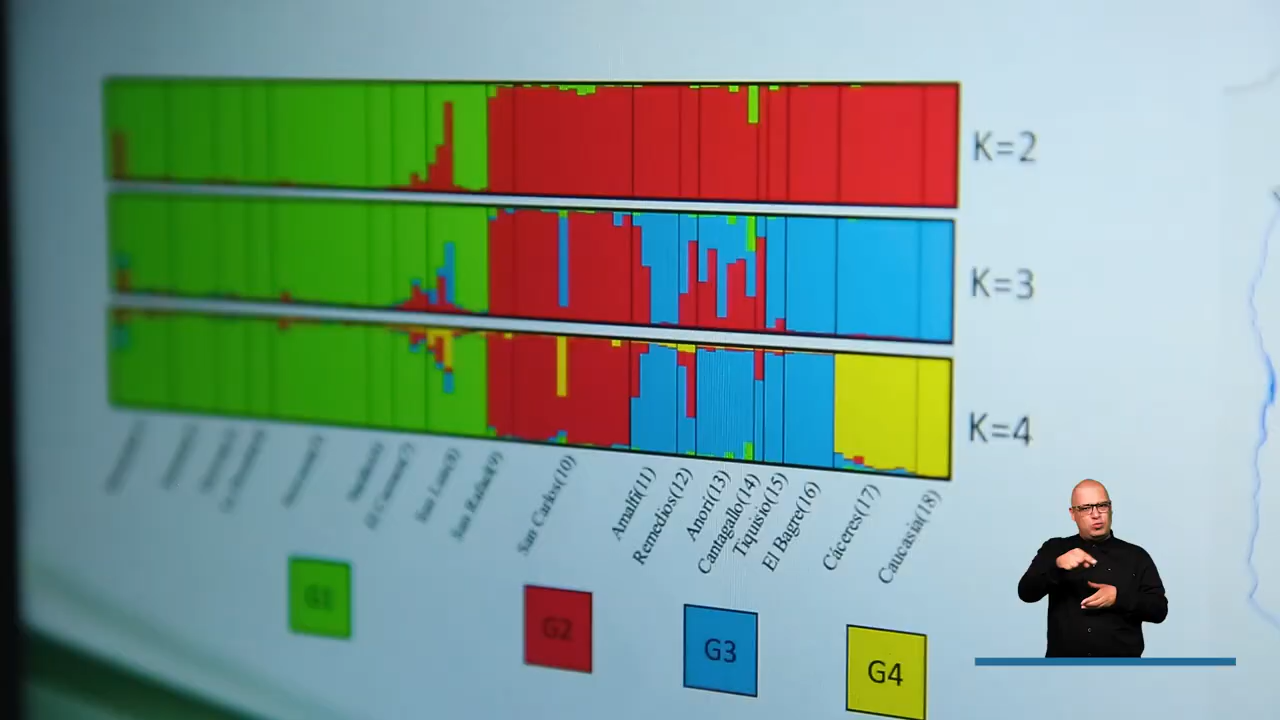 K=2
K=3
K=4
San Luis(8)
San Rafael(9)
San Carlos(10)
Amalfi(11)
Remedios(12)
Anori(13)
Cantagallo(14)
Tiquisio(15)
El Bagre(16)
Cáceres(17)
Caucasia(18)
G1
G2
G3
G4